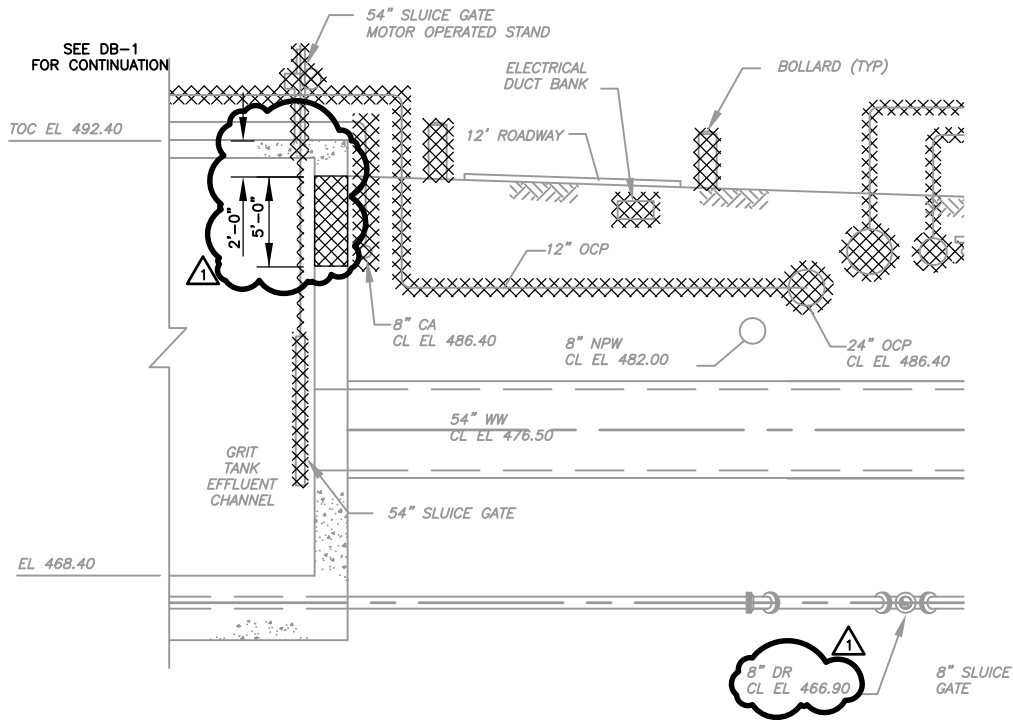 54" SLUICE GATE
MOTOR OPERATED STAND
SEE DB-1
FOR CONTINUATION
ELECTRICAL
DUCT BANK
BOLLARD (TYP)
TOC EL 492.40
12' ROADWAY
2'-0"
5'-0"
1
12" OCP
8" CA
CL EL 486.40
8" NPW
CL EL 482.00
24" OCP
CL EL 486.40
54" WW
CL EL 476.50
GRIT
TANK
EFFLUENT
CHANNEL
54" SLUICE GATE
EL 468.40
1
8" DR
CL EL 466.90
8" SLUICE
GATE